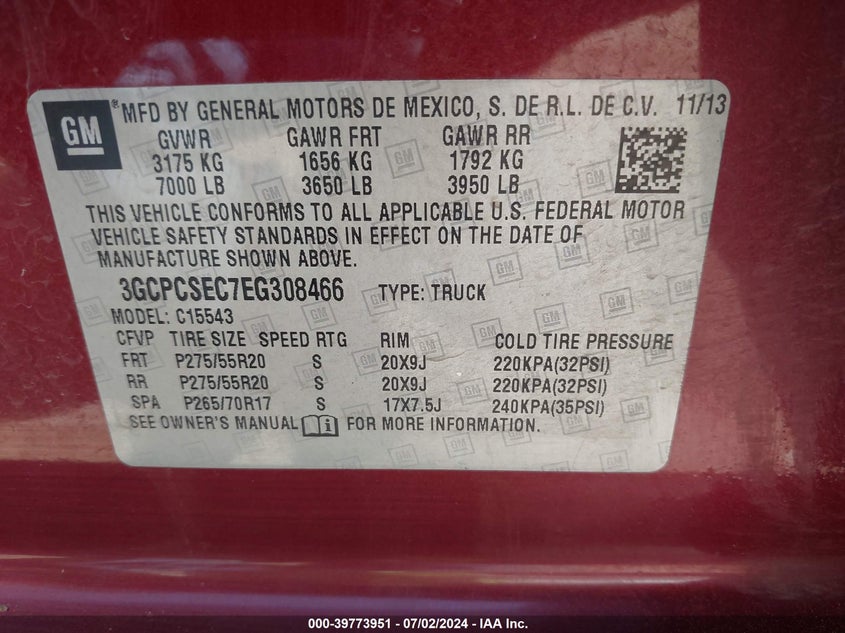 GM ® MFD BY GENERAL MOTORS DE MEXICO, S. DE R.L. DE C.V. 11/13
GVWR GAWR FRT GAWR RR
3175 KG 1656 KG 1792 KG
7000 LB 3650 LB 3950 LB
THIS VEHICLE CONFORMS TO ALL APPLICABLE U.S. FEDERAL MOTOR
VEHICLE SAFETY STANDARDS IN EFFECT ON THE DATE OF
MANUFACTURE SHOWN ABOVE.
3GCPCSEC7EG308466 TYPE: TRUCK
MODEL: C15543
CFVP TIRE SIZE SPEED RTG RIM COLD TIRE PRESSURE
FRT P275/55R20 S 20X9J 220KPA(32PSI)
RR P275/55R20 S 20X9J 220KPA(32PSI)
SPA P265/70R17 S 17X7.5J 240KPA(35PSI)
SEE OWNER'S MANUAL i FOR MORE INFORMATION.
000-39773951 / 07/02/2024 - © IAA Inc.